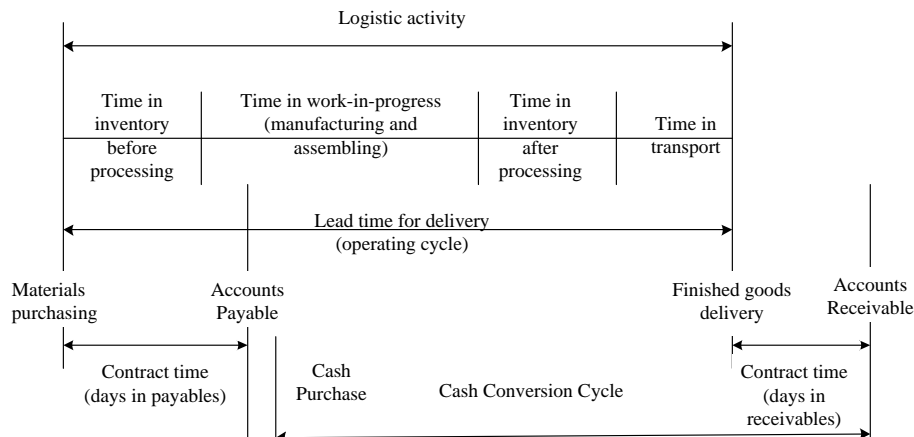 Logistic activity
Time in
inventory
before
processing
Time in work-in-progress
(manufacturing and
assembling)
Time in
inventory
after
processing
Time in
transport
Lead time for delivery
(operating cycle)
Materials
purchasing
Accounts
Payable
Finished goods
delivery
Accounts
Receivable
Contract time
(days in payables)
Cash
Purchase
Cash Conversion Cycle
Contract time
(days in
receivables)